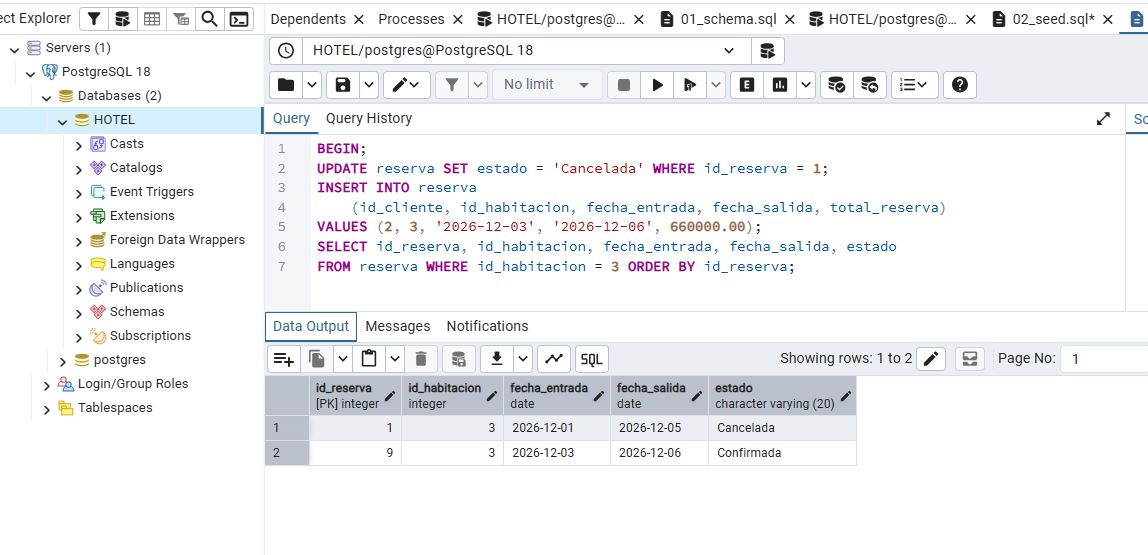 ect Explorer
Servers (1)
PostgreSQL 18
Databases (2)
HOTEL
Casts
Catalogs
Event Triggers
Extensions
Foreign Data Wrappers
Languages
Publications
Schemas
Subscriptions
postgres
Login/Group Roles
Tablespaces
Dependents × Processes × HOTEL/postgres@... × 01_schema.sql × HOTEL/postgres@... × 02_seed.sql* ×
HOTEL/postgres@PostgreSQL 18
No limit
E
Query Query History
Sc
1 BEGIN;
2 UPDATE reserva SET estado = 'Cancelada' WHERE id_reserva = 1;
3 INSERT INTO reserva
4 (id_cliente, id_habitacion, fecha_entrada, fecha_salida, total_reserva)
5 VALUES (2, 3, '2026-12-03', '2026-12-06', 660000.00);
6 SELECT id_reserva, id_habitacion, fecha_entrada, fecha_salida, estado
7 FROM reserva WHERE id_habitacion = 3 ORDER BY id_reserva;
Data Output Messages Notifications
SQL Showing rows: 1 to 2 Page No: 1
id_reserva id_habitacion fecha_entrada fecha_salida estado
[PK] integer integer date date character varying (20)
1 1 3 2026-12-01 2026-12-05 Cancelada
2 9 3 2026-12-03 2026-12-06 Confirmada